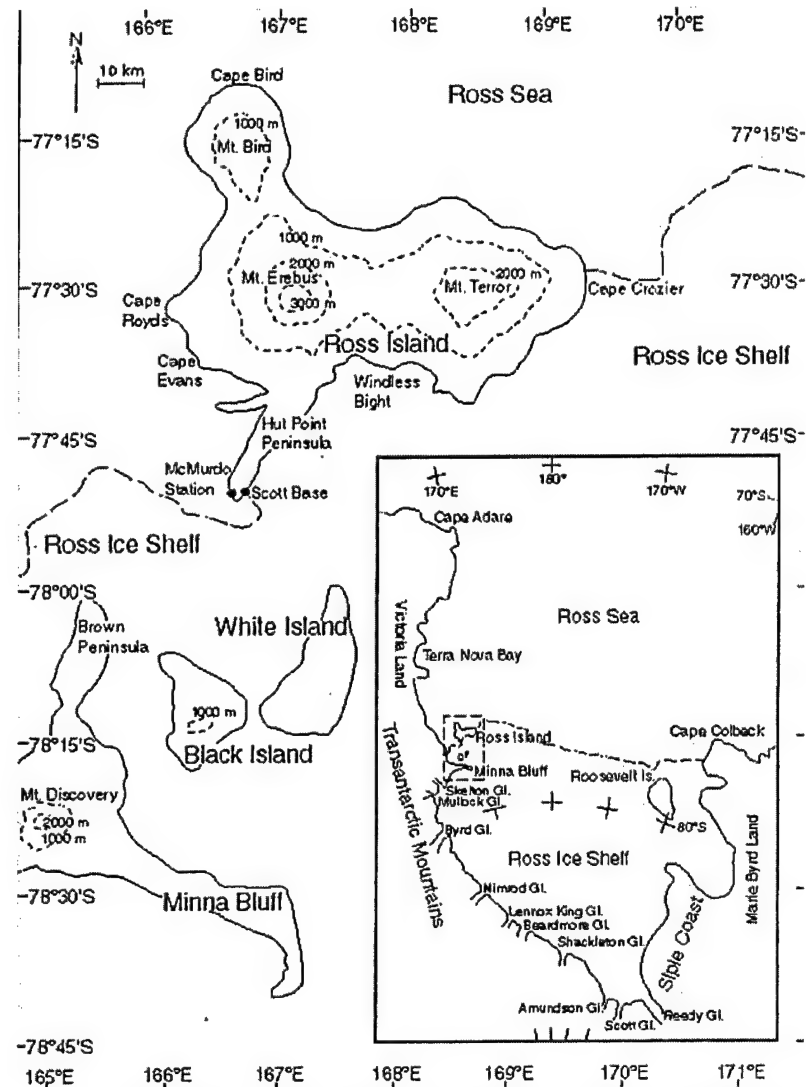 166°E 167°E 168°E 169°E 170°E
N
10 km
Cape Bird
Ross Sea
1000 m
Mt. Bird
77°15'S 77°15'S
1000 m
2000 m
Mt. Erebus
3000 m
2000 m
Mt. Terror
Cape Crozier
77°30'S 77°30'S
Cape
Royds
Ross Island
Ross Ice Shelf
Cape
Evans
Windless
Bight
Hut Point
Peninsula
77°45'S 77°45'S
McMurdo
Station
Scott Base
Ross Ice Shelf
78°00'S
Brown
Peninsula
White Island
1000 m
Black Island
78°15'S
Mt. Discovery
2000 m
1000 m
78°30'S
Minna Bluff
78°45'S
165°E 166°E 167°E 168°E 169°E 170°E 171°E
170°E 180° 170°W
70°S
160°W
Cape Adare
Victoria Land
Ross Sea
Terra Nova Bay
Cape Colbeck
Ross Island
Minna Bluff
Roosevelt Is.
Skelton Gl.
Mulock Gl.
Transantarctic Mountains
Byrd Gl.
80°S
Marie Byrd Land
Ross Ice Shelf
Nimrod Gl.
Lennox King Gl.
Beardmore Gl.
Shackleton Gl.
Siple Coast
Amundson Gl.
Scott Gl.
Reedy Gl.